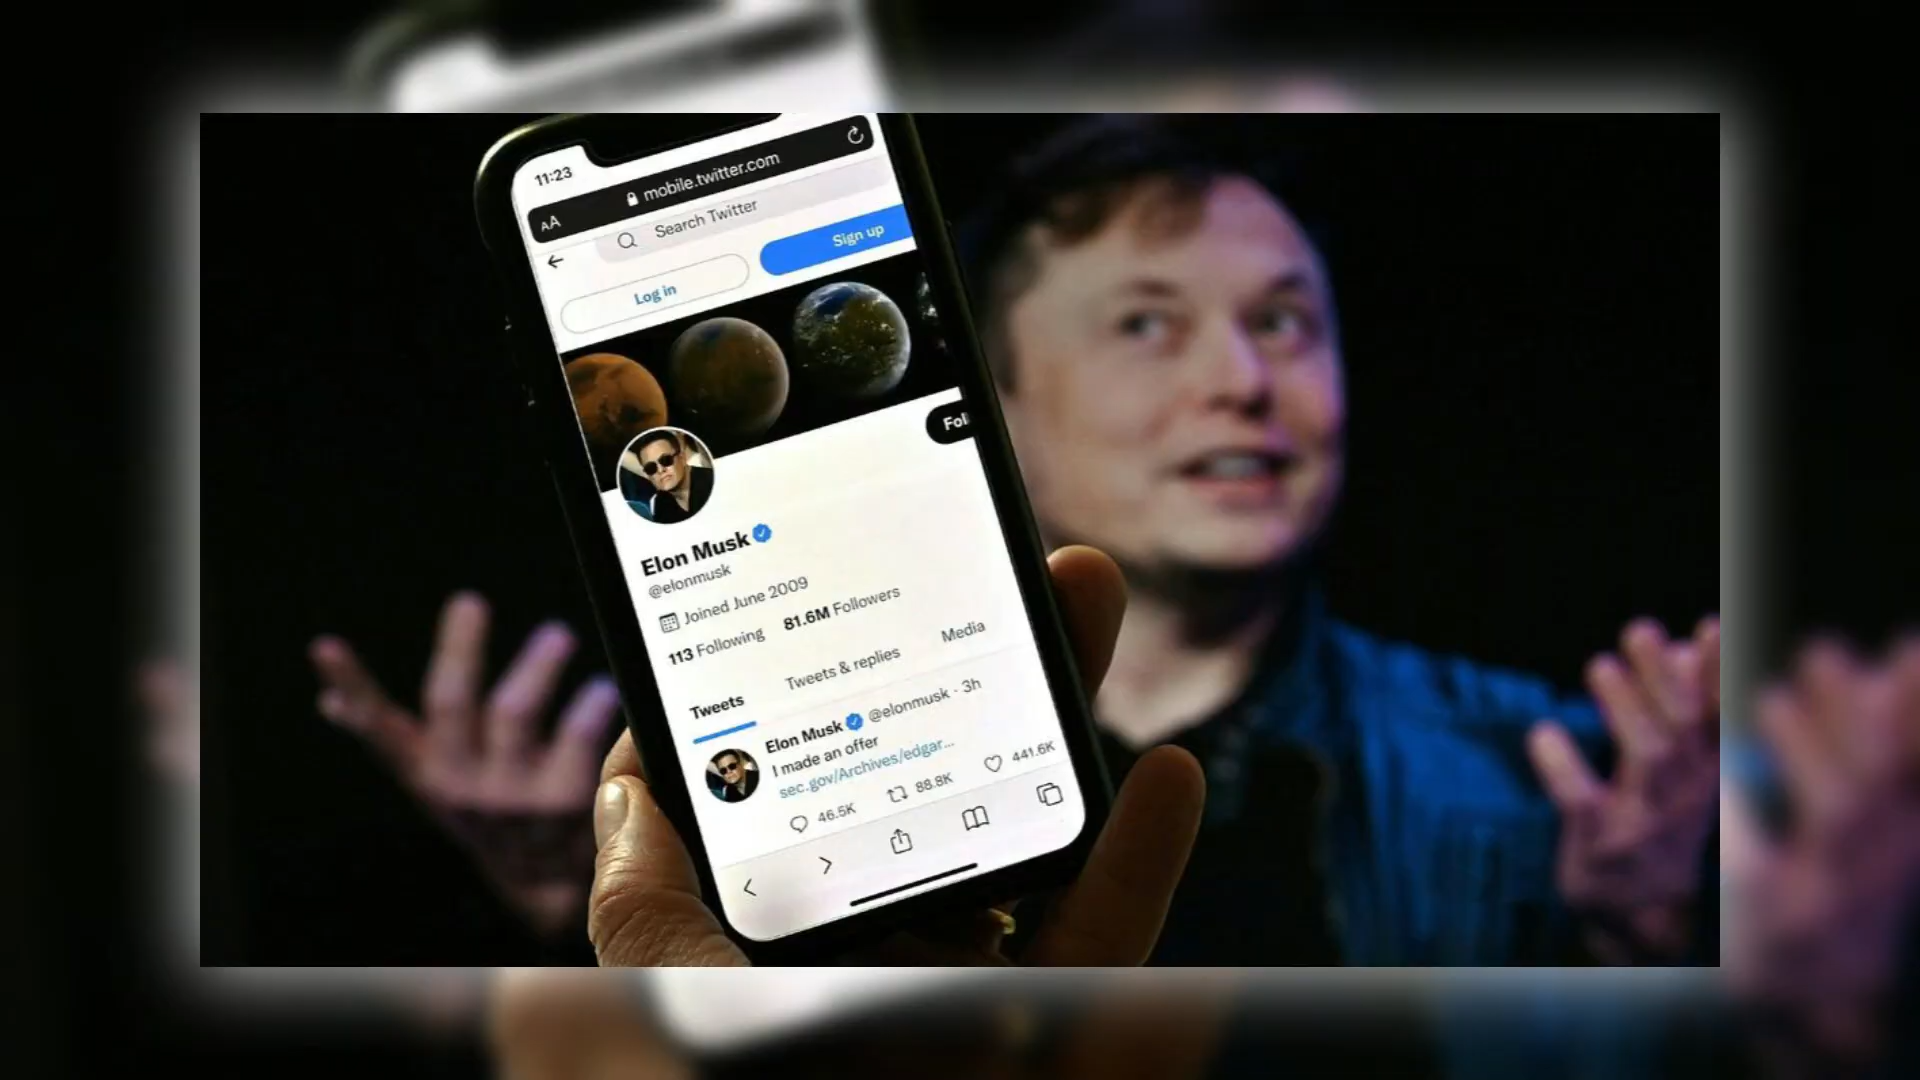 11:23
AA mobile.twitter.com
Search Twitter
Log in Sign up
Fol
Elon Musk
@elonmusk
Joined June 2009
113 Following 81.6M Followers
Tweets Tweets & replies Media
Elon Musk @elonmusk · 3h
I made an offer
sec.gov/Archives/edgar...
46.5K 88.8K 441.6K